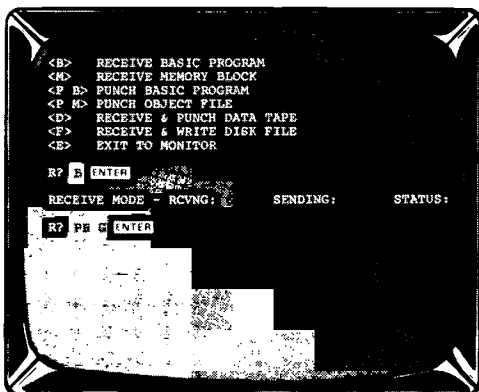 <B> RECEIVE BASIC PROGRAM
<M> RECEIVE MEMORY BLOCK
<P B> PUNCH BASIC PROGRAM
<P M> PUNCH OBJECT FILE
<D> RECEIVE & PUNCH DATA TAPE
<F> RECEIVE & WRITE DISK FILE
<E> EXIT TO MONITOR
R? B ENTER
RECEIVE MODE - RCVNG: SENDING: STATUS:
R? PB G ENTER